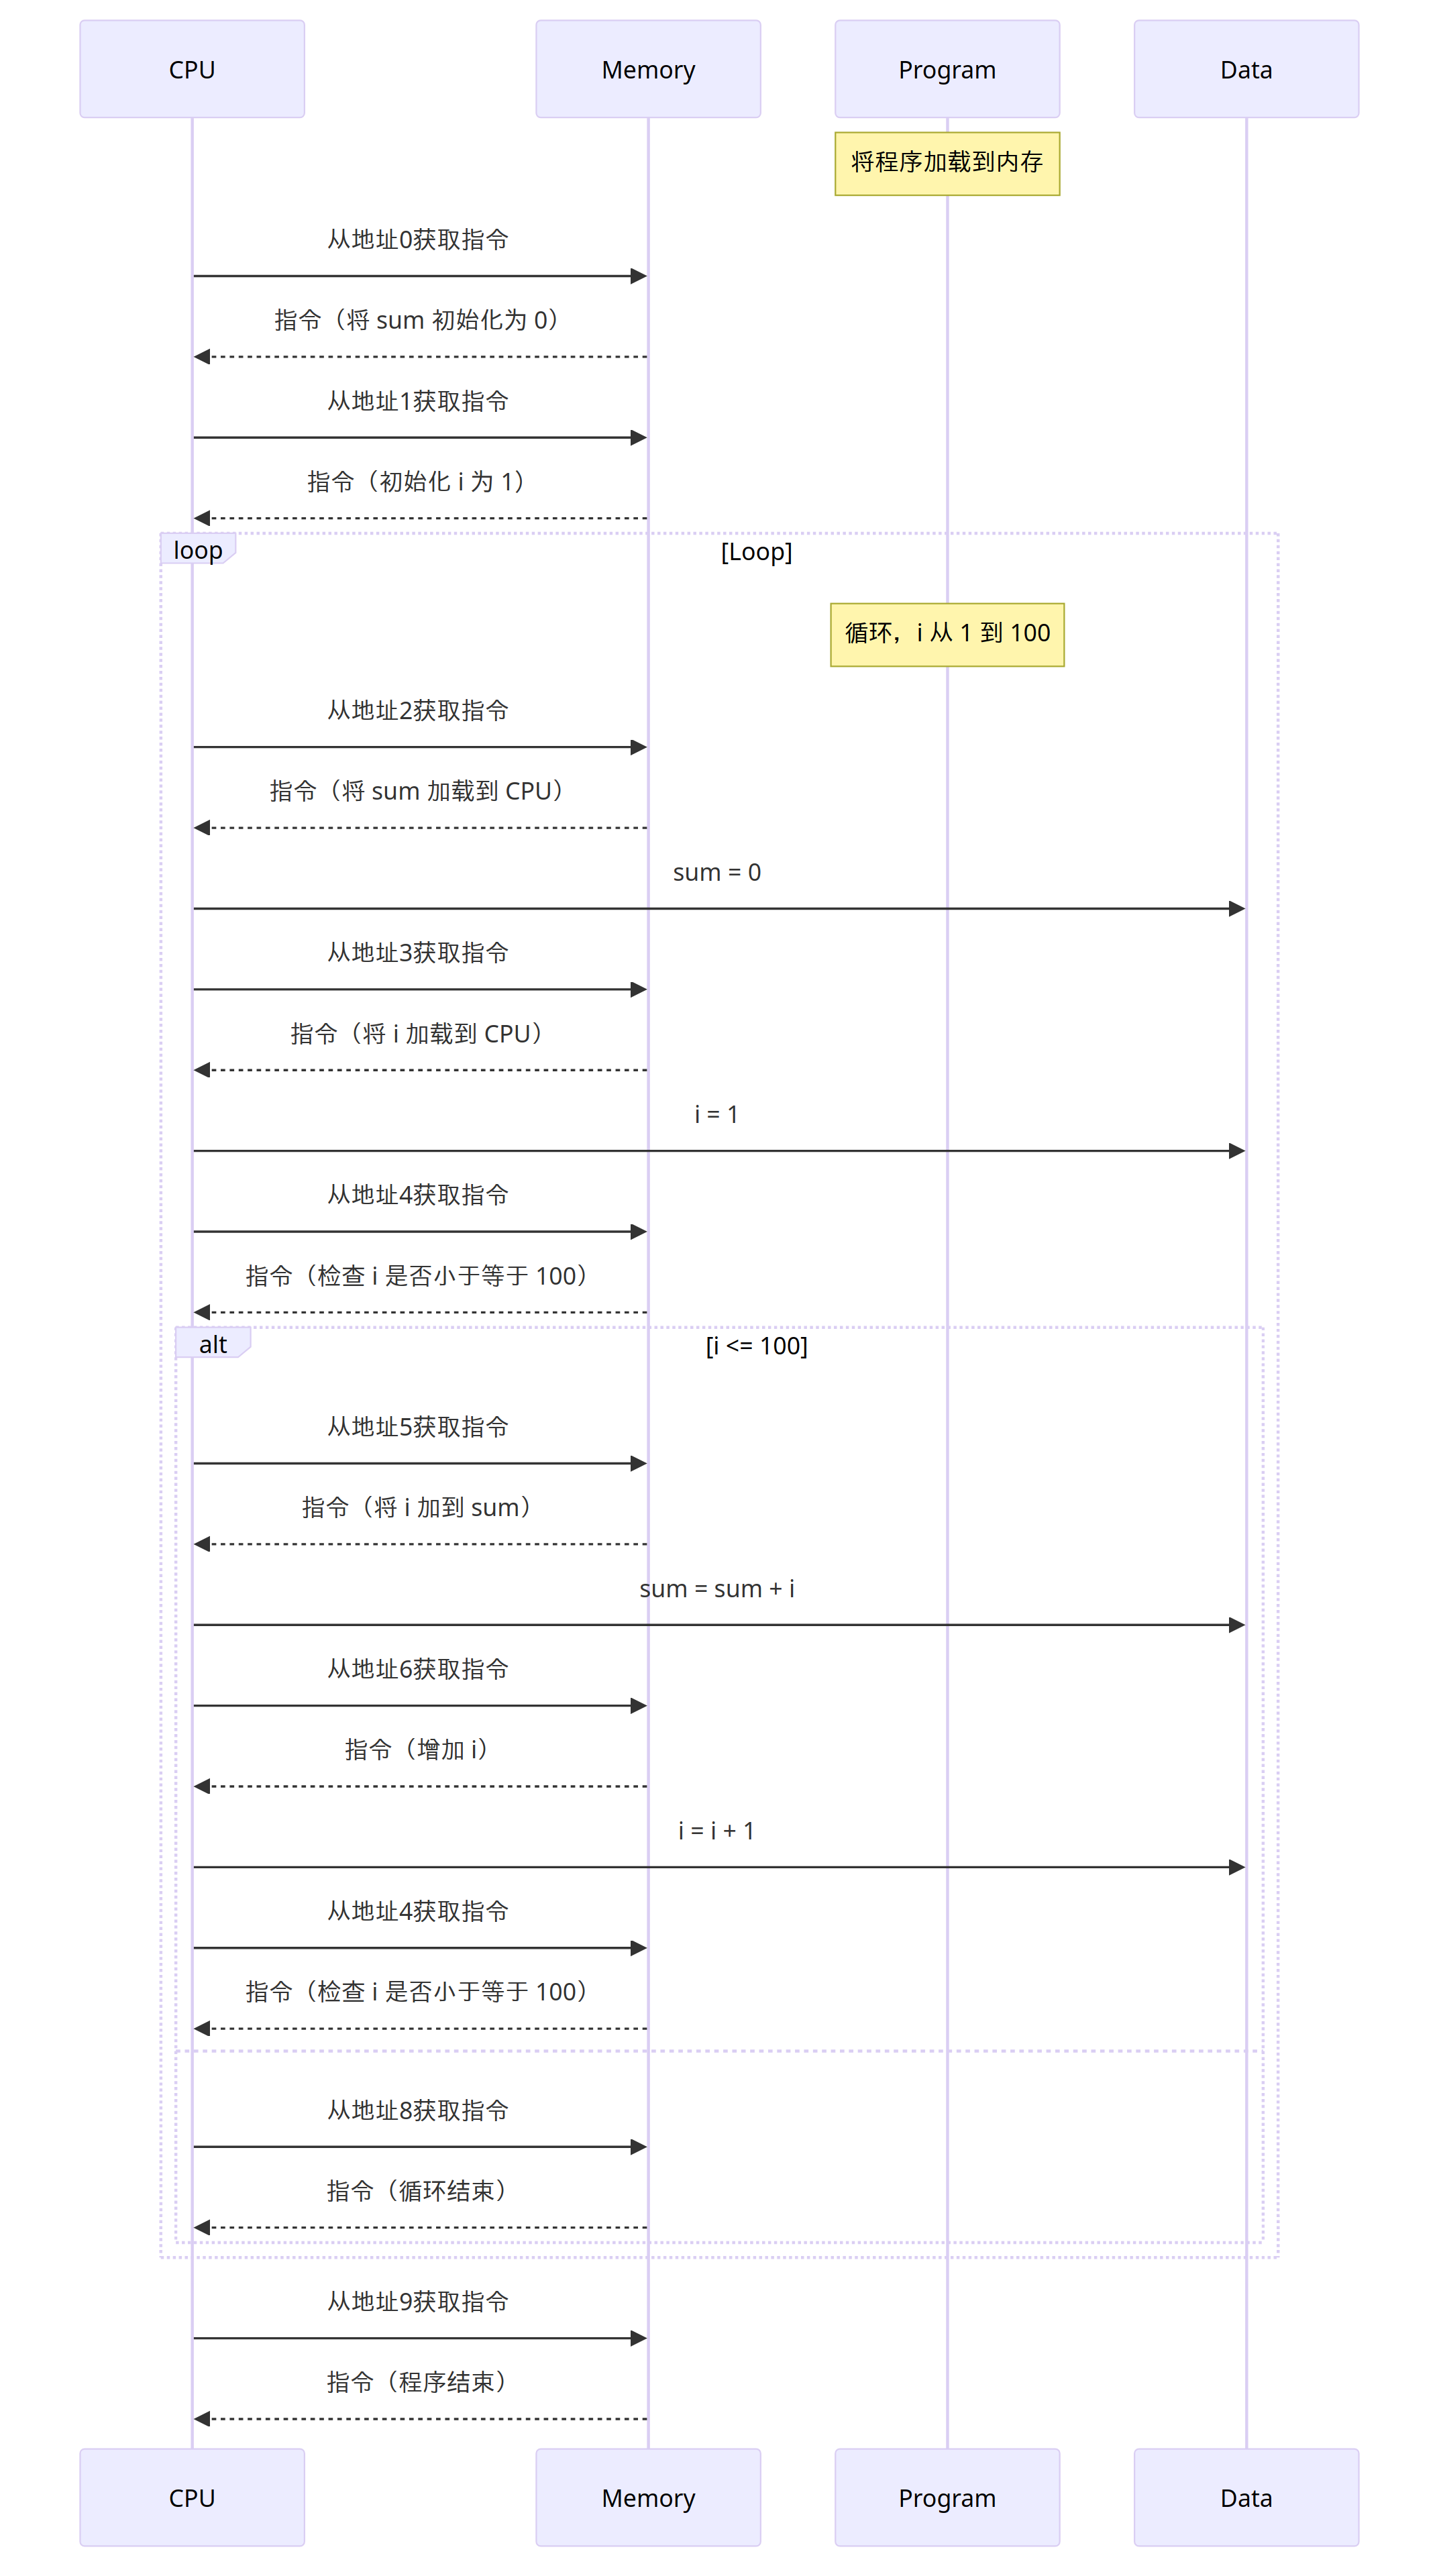 CPU
Memory
Program
Data
将程序加载到内存
从地址0获取指令
指令（将 sum 初始化为 0）
从地址1获取指令
指令（初始化 i 为 1）
loop
[Loop]
循环，i 从 1 到 100
从地址2获取指令
指令（将 sum 加载到 CPU）
sum = 0
从地址3获取指令
指令（将 i 加载到 CPU）
i = 1
从地址4获取指令
指令（检查 i 是否小于等于 100）
alt
[i <= 100]
从地址5获取指令
指令（将 i 加到 sum）
sum = sum + i
从地址6获取指令
指令（增加 i）
i = i + 1
从地址4获取指令
指令（检查 i 是否小于等于 100）
从地址8获取指令
指令（循环结束）
从地址9获取指令
指令（程序结束）
CPU
Memory
Program
Data